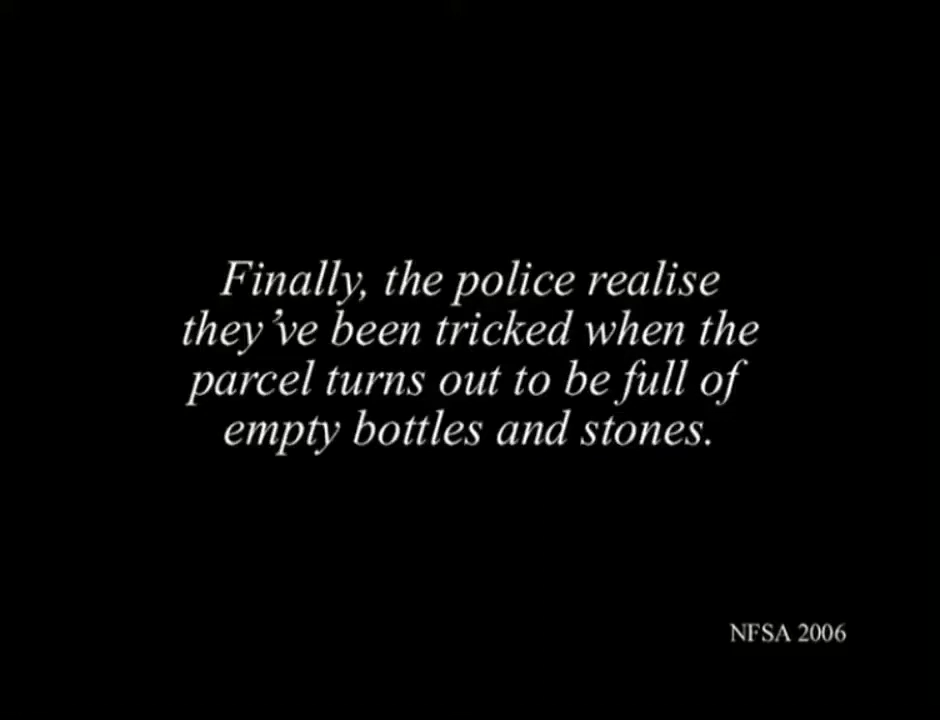 Finally, the police realise
they've been tricked when the
parcel turns out to be full of
empty bottles and stones.
NFSA 2006